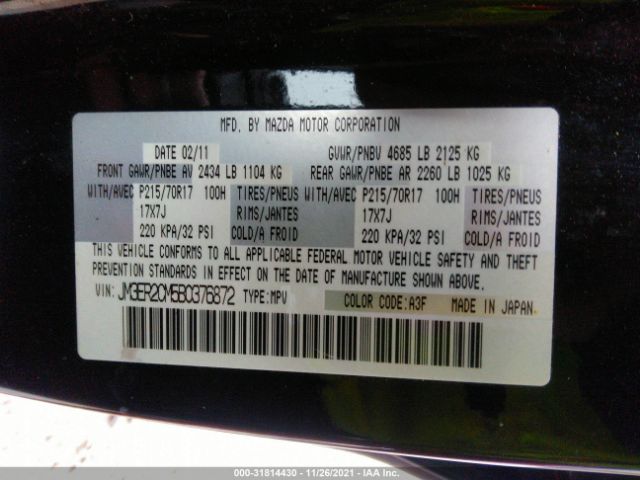 MFD. BY MAZDA MOTOR CORPORATION
DATE 02/11 GVWR/PNBV 4685 LB 2125 KG
FRONT GAWR/PNBE AV 2434 LB 1104 KG REAR GAWR/PNBE AR 2260 LB 1025 KG
WITH/AVEC P215/70R17 100H TIRES/PNEUS WITH/AVEC P215/70R17 100H TIRES/PNEUS
17X7J RIMS/JANTES 17X7J RIMS/JANTES
220 KPA/32 PSI COLD/A FROID 220 KPA/32 PSI COLD/A FROID
THIS VEHICLE CONFORMS TO ALL APPLICABLE FEDERAL MOTOR VEHICLE SAFETY AND THEFT
PREVENTION STANDARDS IN EFFECT ON THE DATE OF MANUFACTURE SHOWN ABOVE.
VIN: JM3ER2CM5B0376872 TYPE:MPV COLOR CODE:A3F MADE IN JAPAN
000-31814430 - 11/26/2021 - IAA Inc.